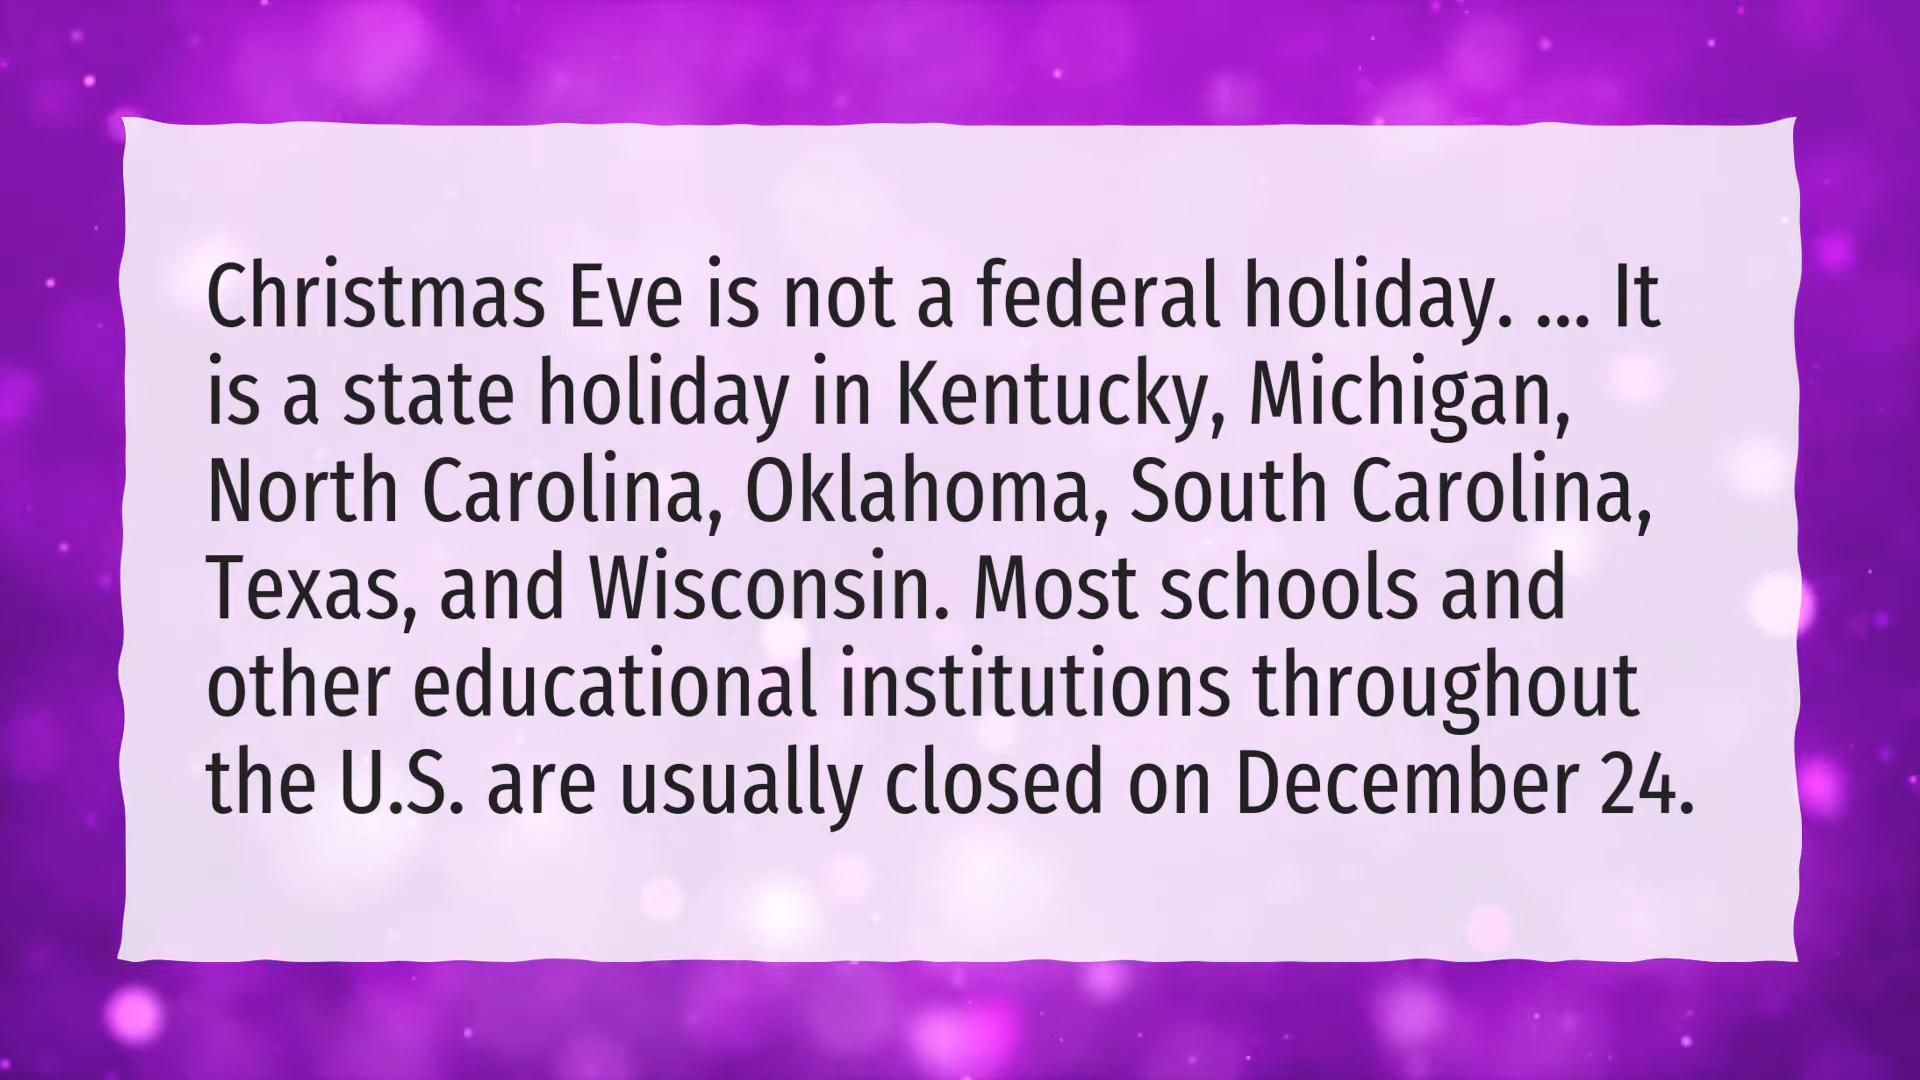 Christmas Eve is not a federal holiday. ... It
is a state holiday in Kentucky, Michigan,
North Carolina, Oklahoma, South Carolina,
Texas, and Wisconsin. Most schools and
other educational institutions throughout
the U.S. are usually closed on December 24.